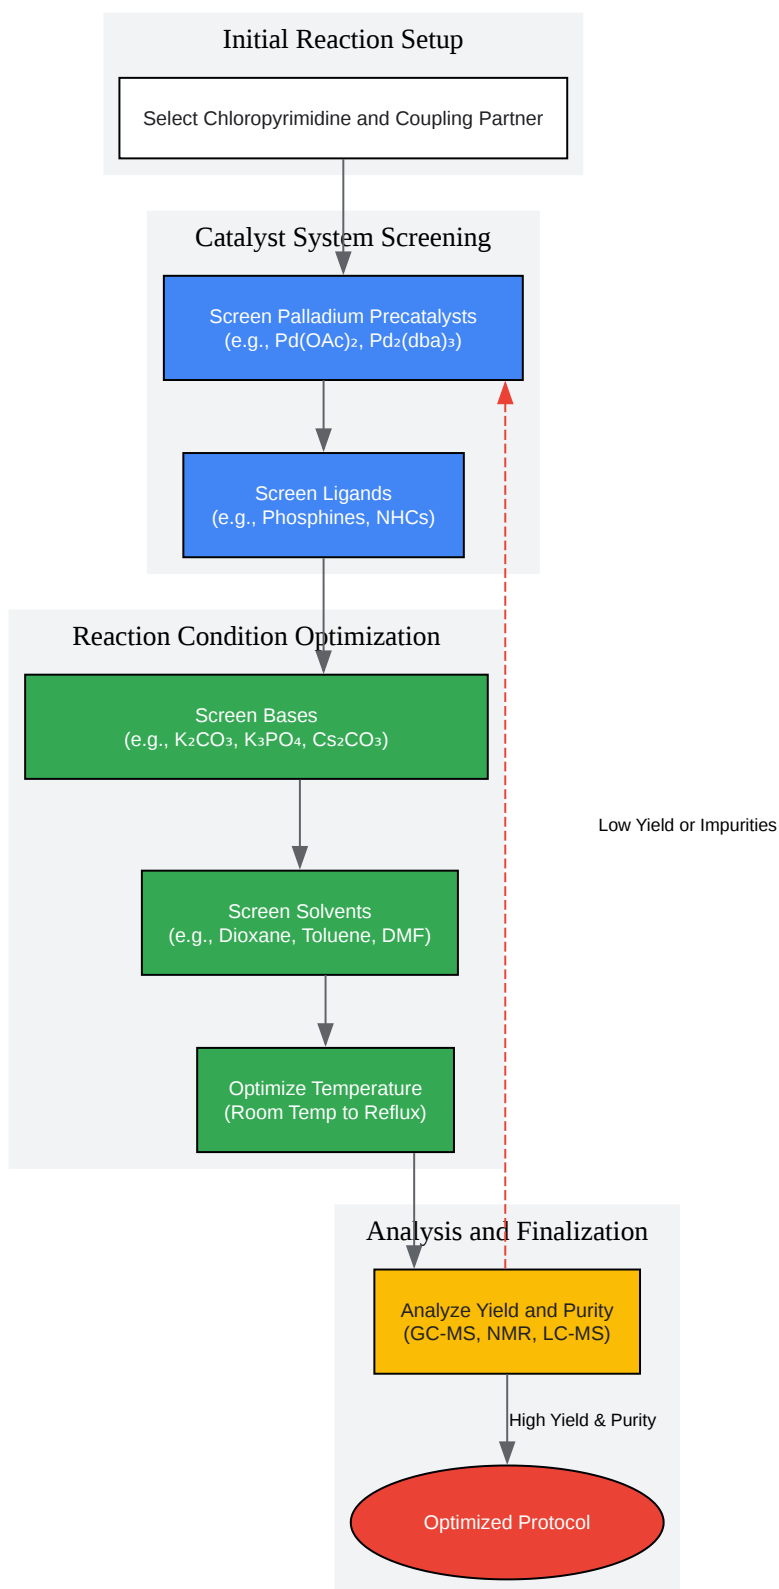 Initial Reaction Setup
Select Chloropyrimidine and Coupling Partner
Catalyst System Screening
Screen Palladium Precatalysts
(e.g., Pd(OAc)₂, Pd₂(dba)₃)
Screen Ligands
(e.g., Phosphines, NHCs)
Reaction Condition Optimization
Screen Bases
(e.g., K₂CO₃, K₃PO₄, Cs₂CO₃)
Low Yield or Impurities
Screen Solvents
(e.g., Dioxane, Toluene, DMF)
Optimize Temperature
(Room Temp to Reflux)
Analysis and Finalization
Analyze Yield and Purity
(GC-MS, NMR, LC-MS)
High Yield & Purity
Optimized Protocol